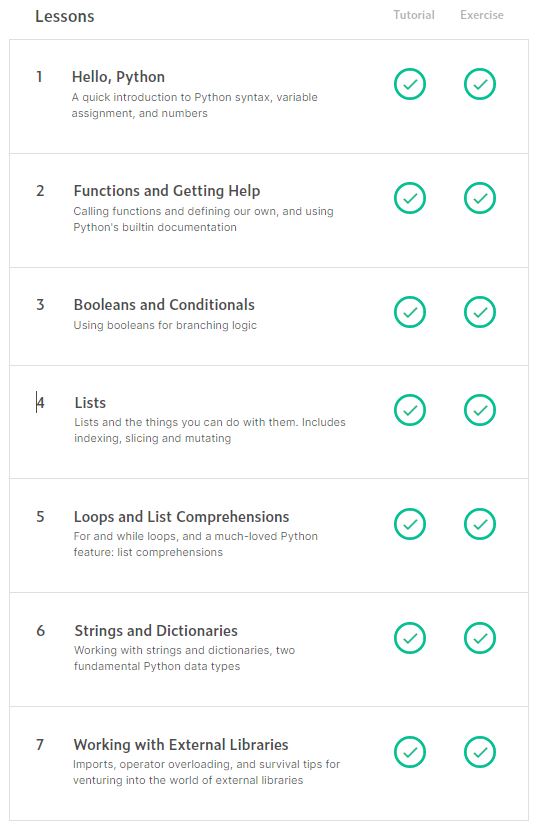 Lessons Tutorial Exercise
1 Hello, Python
A quick introduction to Python syntax, variable
assignment, and numbers
2 Functions and Getting Help
Calling functions and defining our own, and using
Python's builtin documentation
3 Booleans and Conditionals
Using booleans for branching logic
4 Lists
Lists and the things you can do with them. Includes
indexing, slicing and mutating
5 Loops and List Comprehensions
For and while loops, and a much-loved Python
feature: list comprehensions
6 Strings and Dictionaries
Working with strings and dictionaries, two
fundamental Python data types
7 Working with External Libraries
Imports, operator overloading, and survival tips for
venturing into the world of external libraries